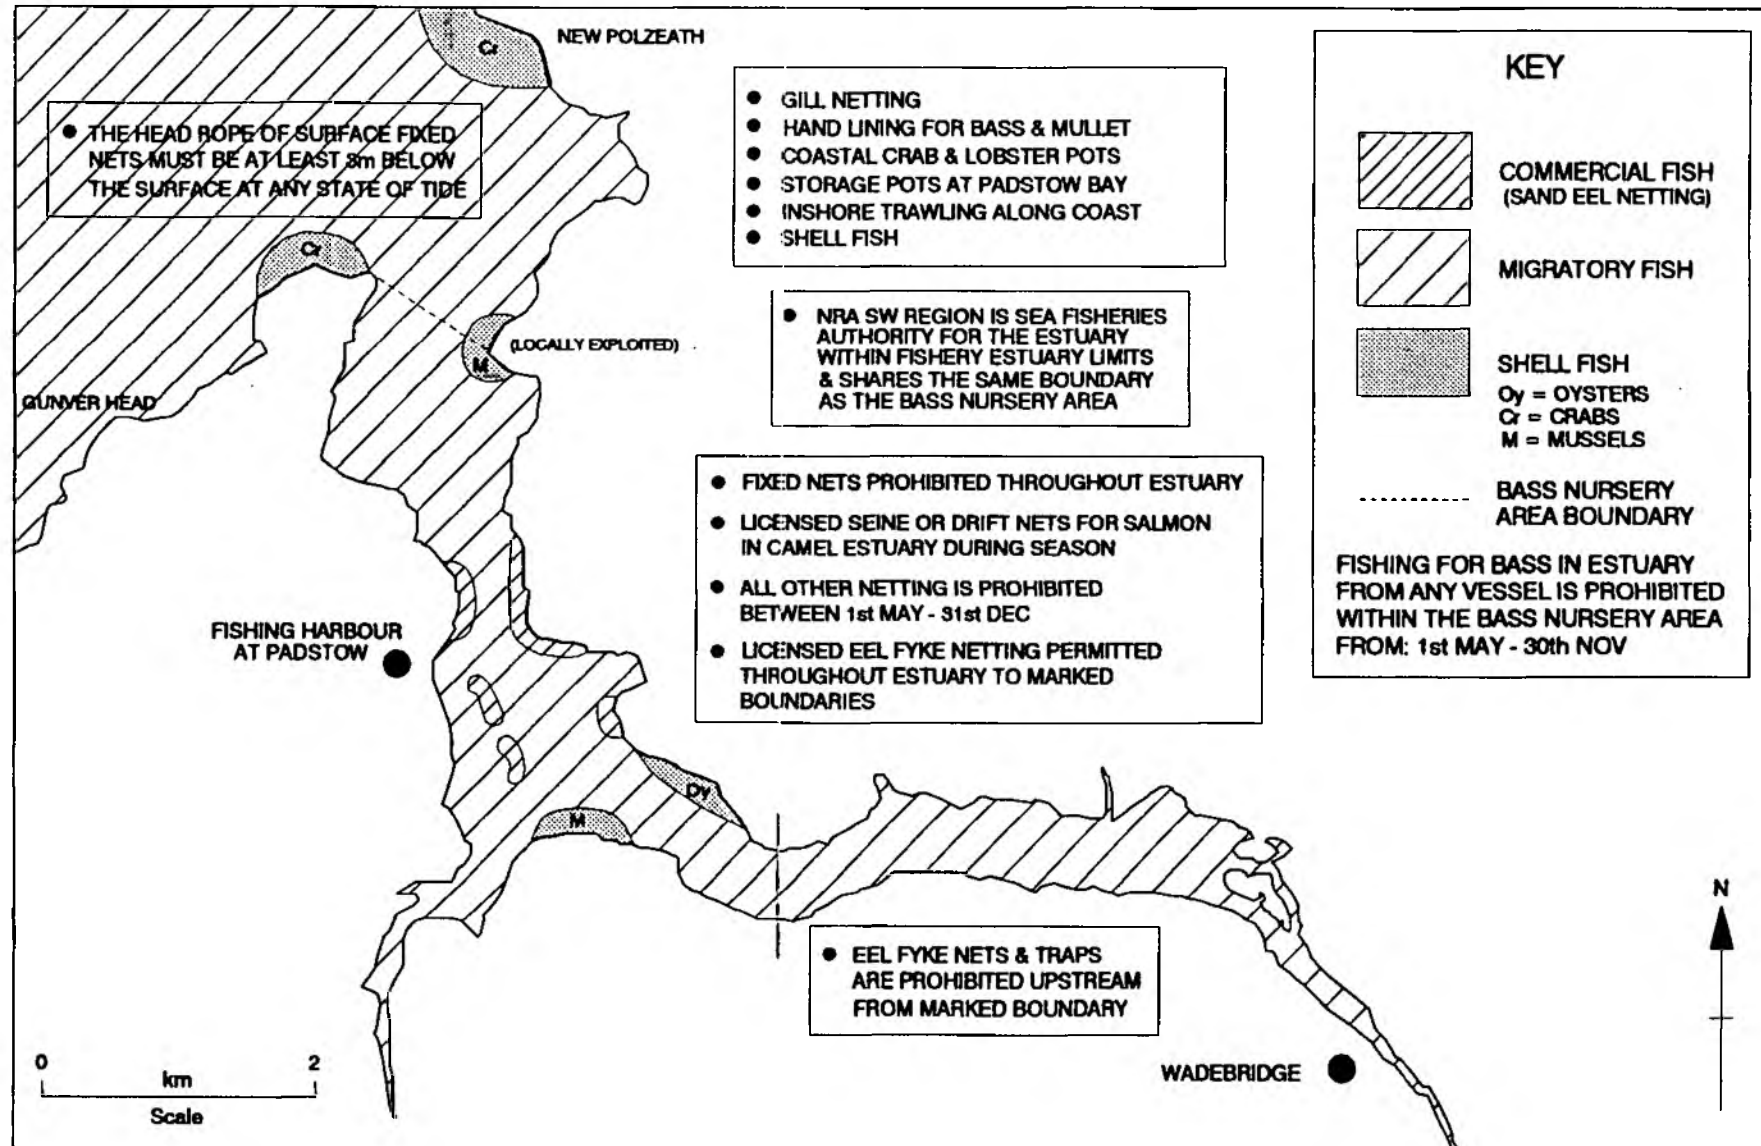 NEW POLZEATH
Cr
● THE HEAD ROPE OF SURFACE FIXED
NETS MUST BE AT LEAST 3m BELOW
THE SURFACE AT ANY STATE OF TIDE
● GILL NETTING
● HAND LINING FOR BASS & MULLET
● COASTAL CRAB & LOBSTER POTS
● STORAGE POTS AT PADSTOW BAY
● INSHORE TRAWLING ALONG COAST
● SHELL FISH
Cr
M
(LOCALLY EXPLOITED)
GUNVER HEAD
● NRA SW REGION IS SEA FISHERIES
AUTHORITY FOR THE ESTUARY
WITHIN FISHERY ESTUARY LIMITS
& SHARES THE SAME BOUNDARY
AS THE BASS NURSERY AREA
● FIXED NETS PROHIBITED THROUGHOUT ESTUARY
● LICENSED SEINE OR DRIFT NETS FOR SALMON
IN CAMEL ESTUARY DURING SEASON
● ALL OTHER NETTING IS PROHIBITED
BETWEEN 1st MAY - 31st DEC
● LICENSED EEL FYKE NETTING PERMITTED
THROUGHOUT ESTUARY TO MARKED
BOUNDARIES
FISHING HARBOUR
AT PADSTOW
Oy
M
● EEL FYKE NETS & TRAPS
ARE PROHIBITED UPSTREAM
FROM MARKED BOUNDARY
WADEBRIDGE
0 2
km
Scale
KEY
COMMERCIAL FISH
(SAND EEL NETTING)
MIGRATORY FISH
SHELL FISH
Oy = OYSTERS
Cr = CRABS
M = MUSSELS
BASS NURSERY
AREA BOUNDARY
FISHING FOR BASS IN ESTUARY
FROM ANY VESSEL IS PROHIBITED
WITHIN THE BASS NURSERY AREA
FROM: 1st MAY - 30th NOV
N